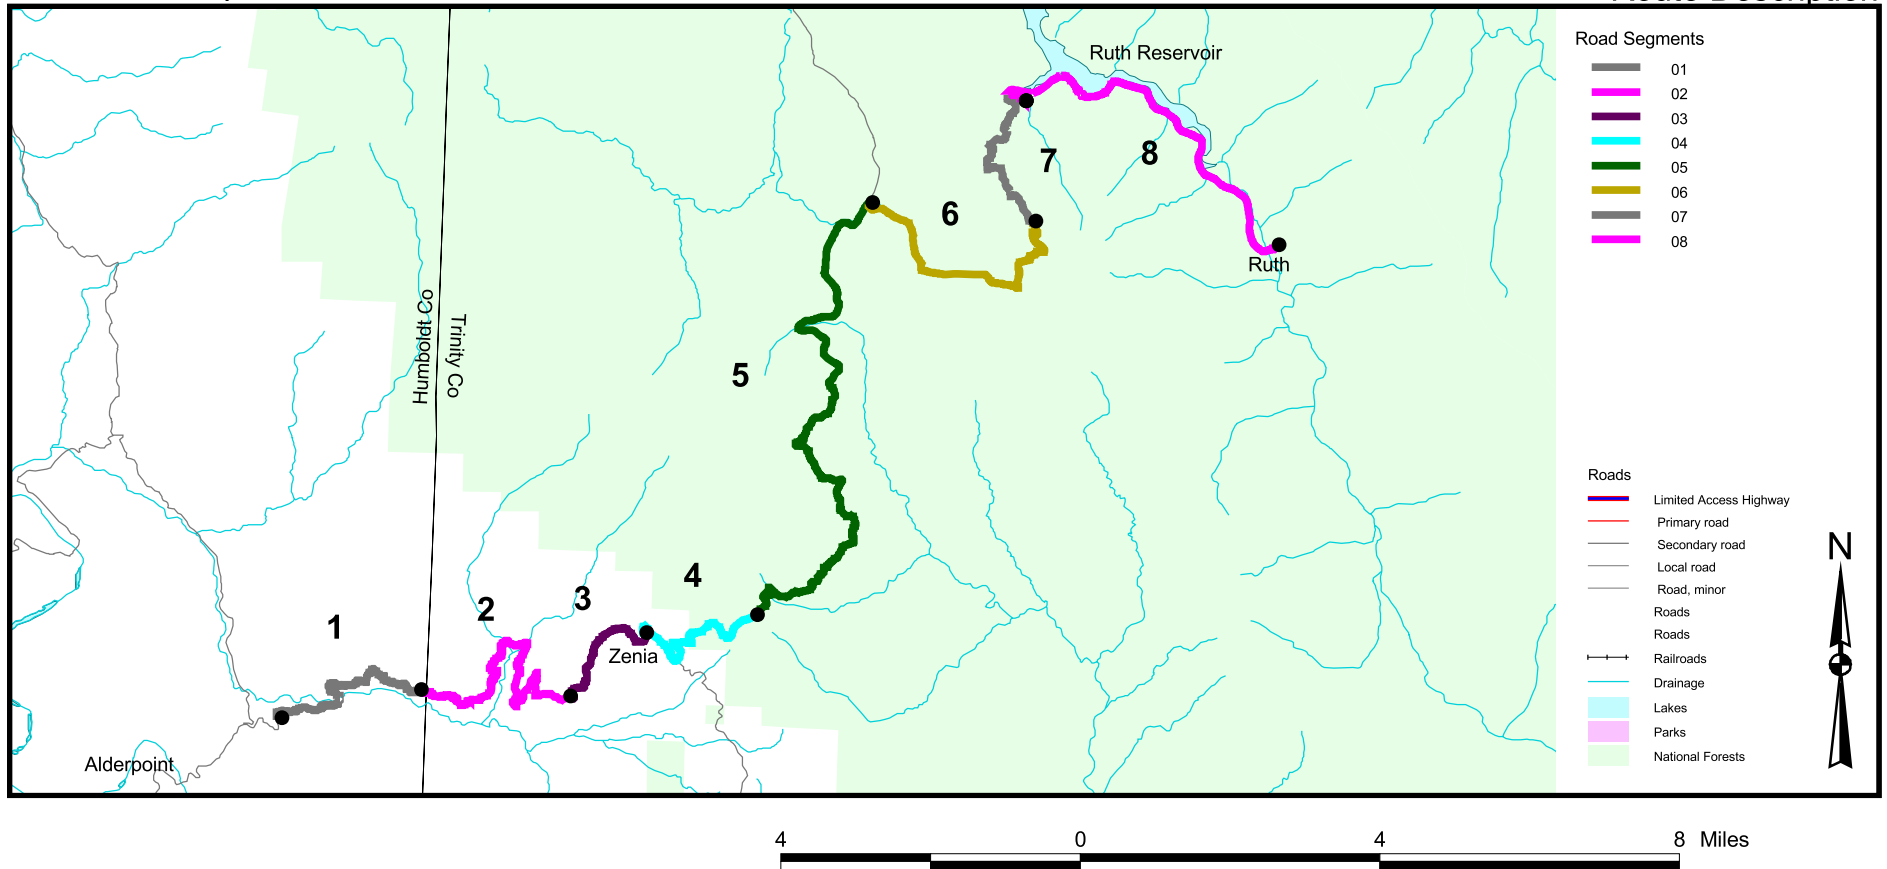 Route Description
Ruth Reservoir
Road Segments
01
02
03
04
05
06
07
08
7
8
6
Ruth
Humboldt Co
Trinity Co
5
4
3
2
1
Zenia
Alderpoint
Roads
Limited Access Highway
Primary road
Secondary road
Local road
Road, minor
Roads
Roads
Railroads
Drainage
Lakes
Parks
National Forests
N
4 0 4 8 Miles